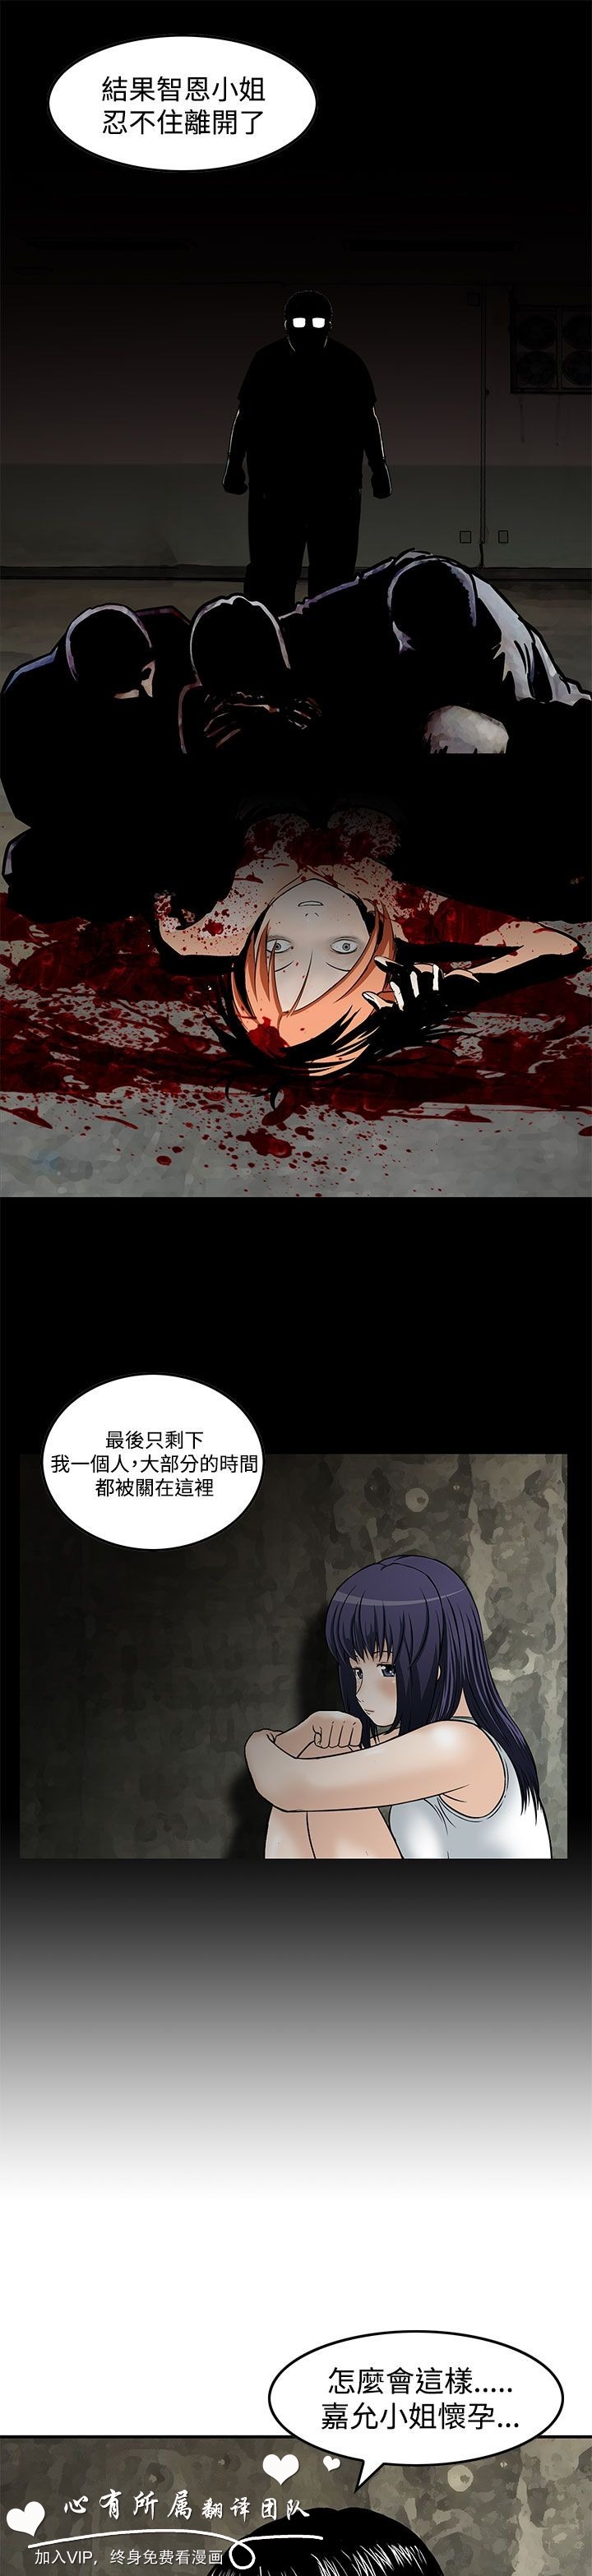 結果智恩小姐
忍不住離開了
最後只剩下
我一個人，大部分的時間
都被關在這裡
怎麼會這樣.....
嘉允小姐懷孕...
心有所属翻译团队
加入VIP，终身免费看漫画